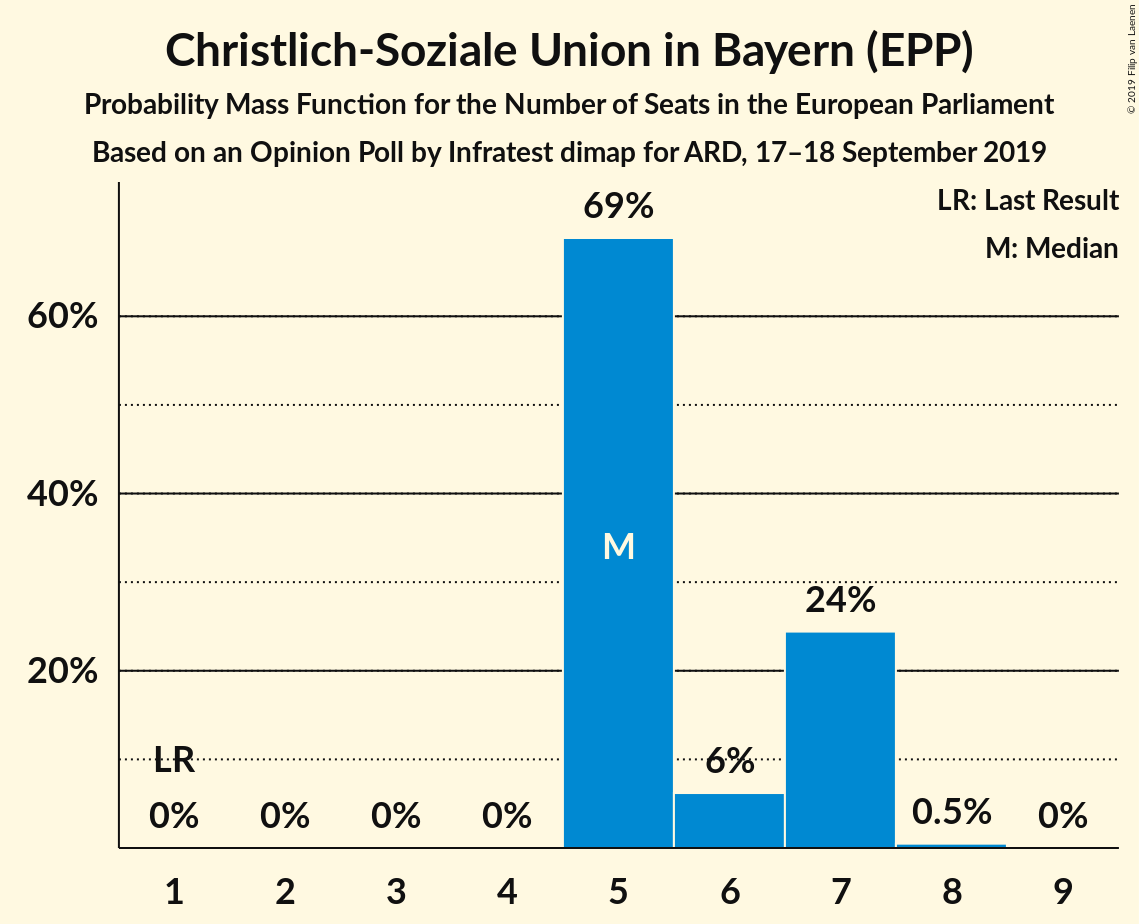 Christlich-Soziale Union in Bayern (EPP)
Probability Mass Function for the Number of Seats in the European Parliament
Based on an Opinion Poll by Infratest dimap for ARD, 17–18 September 2019
© 2019 Filip van Laenen
LR: Last Result
M: Median
69%
60%
40%
M
24%
20%
LR
6%
0%
0%
0%
0%
0.5%
0%
1 2 3 4 5 6 7 8 9